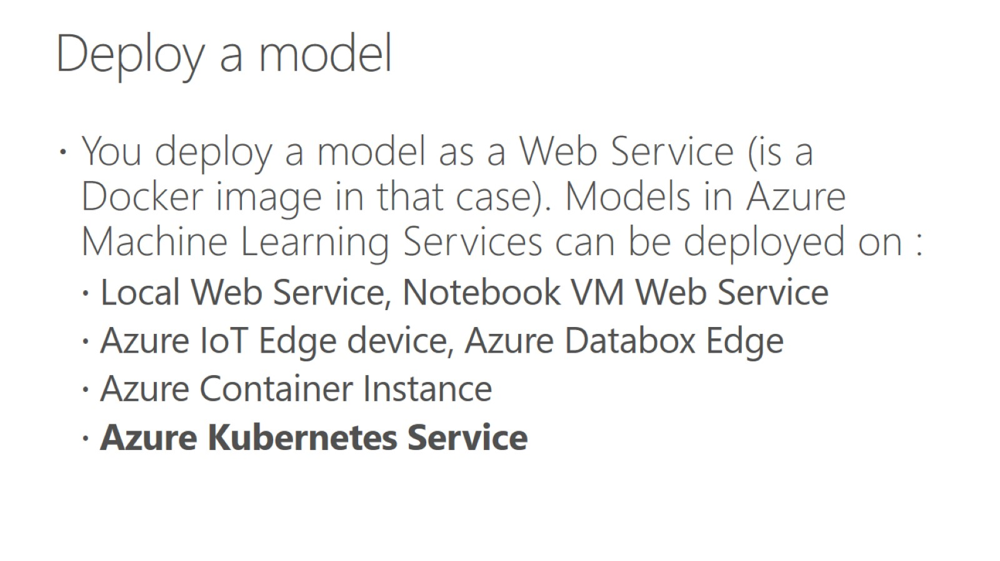 Deploy a model
· You deploy a model as a Web Service (is a
Docker image in that case). Models in Azure
Machine Learning Services can be deployed on :
· Local Web Service, Notebook VM Web Service
· Azure IoT Edge device, Azure Databox Edge
· Azure Container Instance
· Azure Kubernetes Service